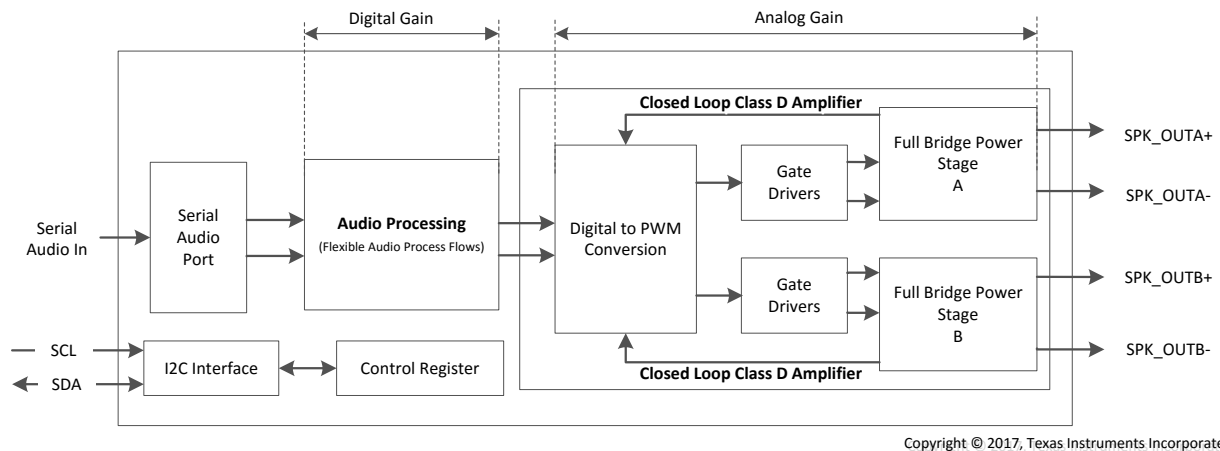 Digital Gain
Analog Gain
Closed Loop Class D Amplifier
Serial
Audio In
Serial
Audio
Port
Audio Processing
(Flexible Audio Process Flows)
Digital to PWM
Conversion
Gate
Drivers
Full Bridge Power
Stage
A
SPK_OUTA+
SPK_OUTA-
Gate
Drivers
Full Bridge Power
Stage
B
SPK_OUTB+
SPK_OUTB-
Closed Loop Class D Amplifier
SCL
SDA
I2C Interface
Control Register
Copyright © 2017, Texas Instruments Incorporate